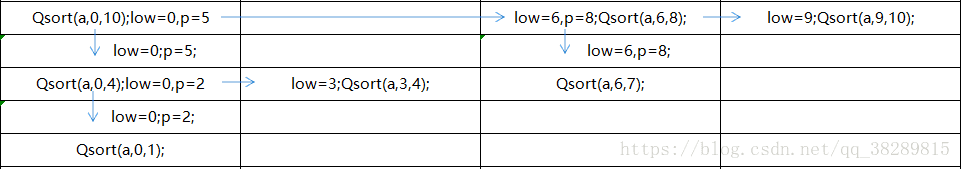 Qsort(a,0,10);low=0,p=5 low=6,p=8;Qsort(a,6,8); low=9;Qsort(a,9,10);
low=0;p=5; low=6,p=8;
Qsort(a,0,4);low=0,p=2 low=3;Qsort(a,3,4); Qsort(a,6,7);
low=0;p=2;
Qsort(a,0,1);
https://blog.csdn.net/qq_38289815